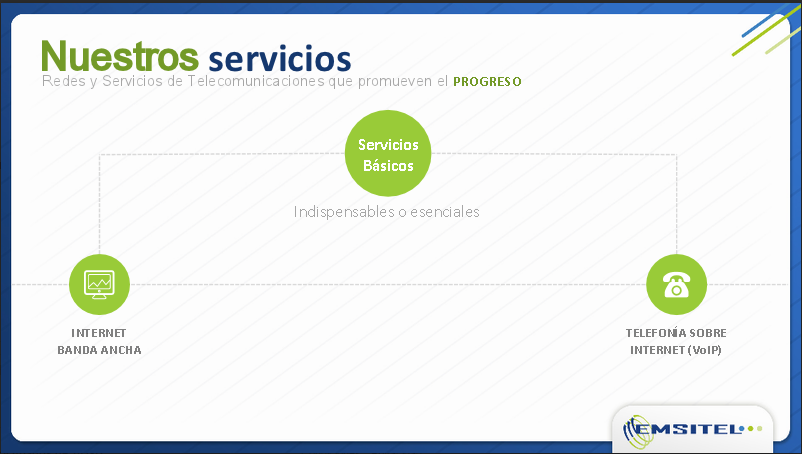 Nuestros servicios
Redes y Servicios de Telecomunicaciones que promueven el PROGRESO
Servicios
Básicos
Indispensables o esenciales
INTERNET
BANDA ANCHA
TELEFONÍA SOBRE
INTERNET (VoIP)
EMSITEL